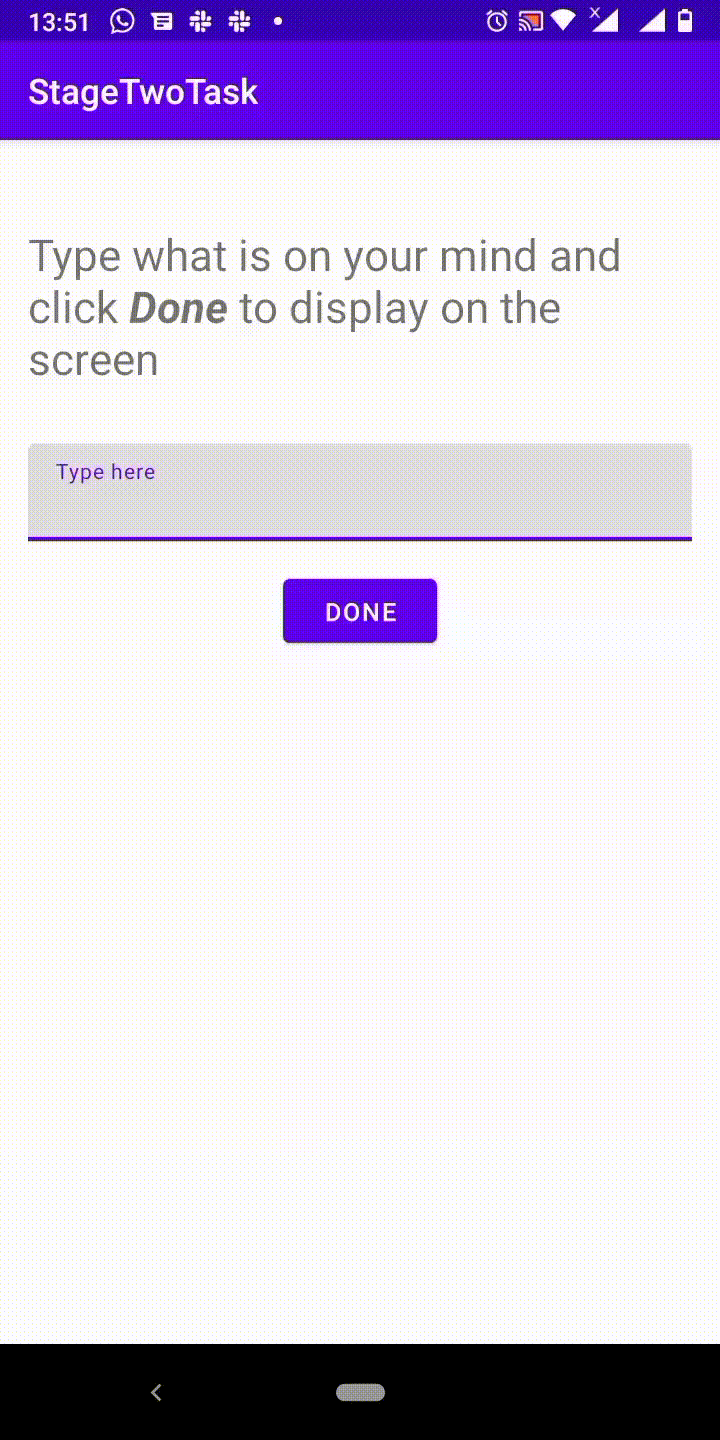 13:51
StageTwoTask
Type what is on your mind and
click Done to display on the
screen
Type here
DONE